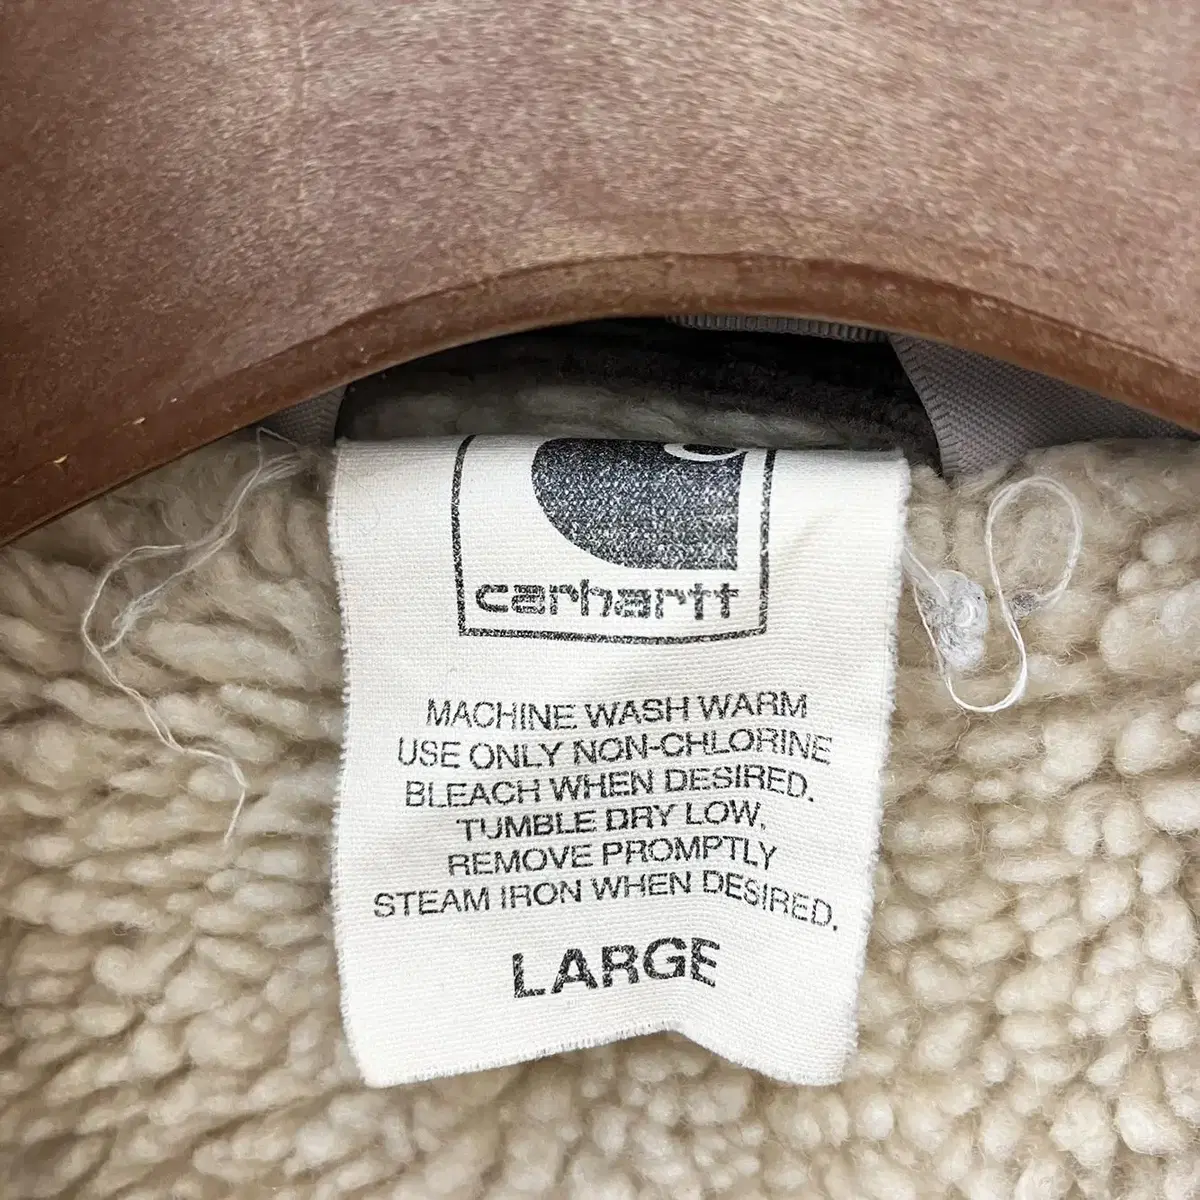 carhartt
MACHINE WASH WARM
USE ONLY NON-CHLORINE
BLEACH WHEN DESIRED.
TUMBLE DRY LOW,
REMOVE PROMPTLY
STEAM IRON WHEN DESIRED.
LARGE